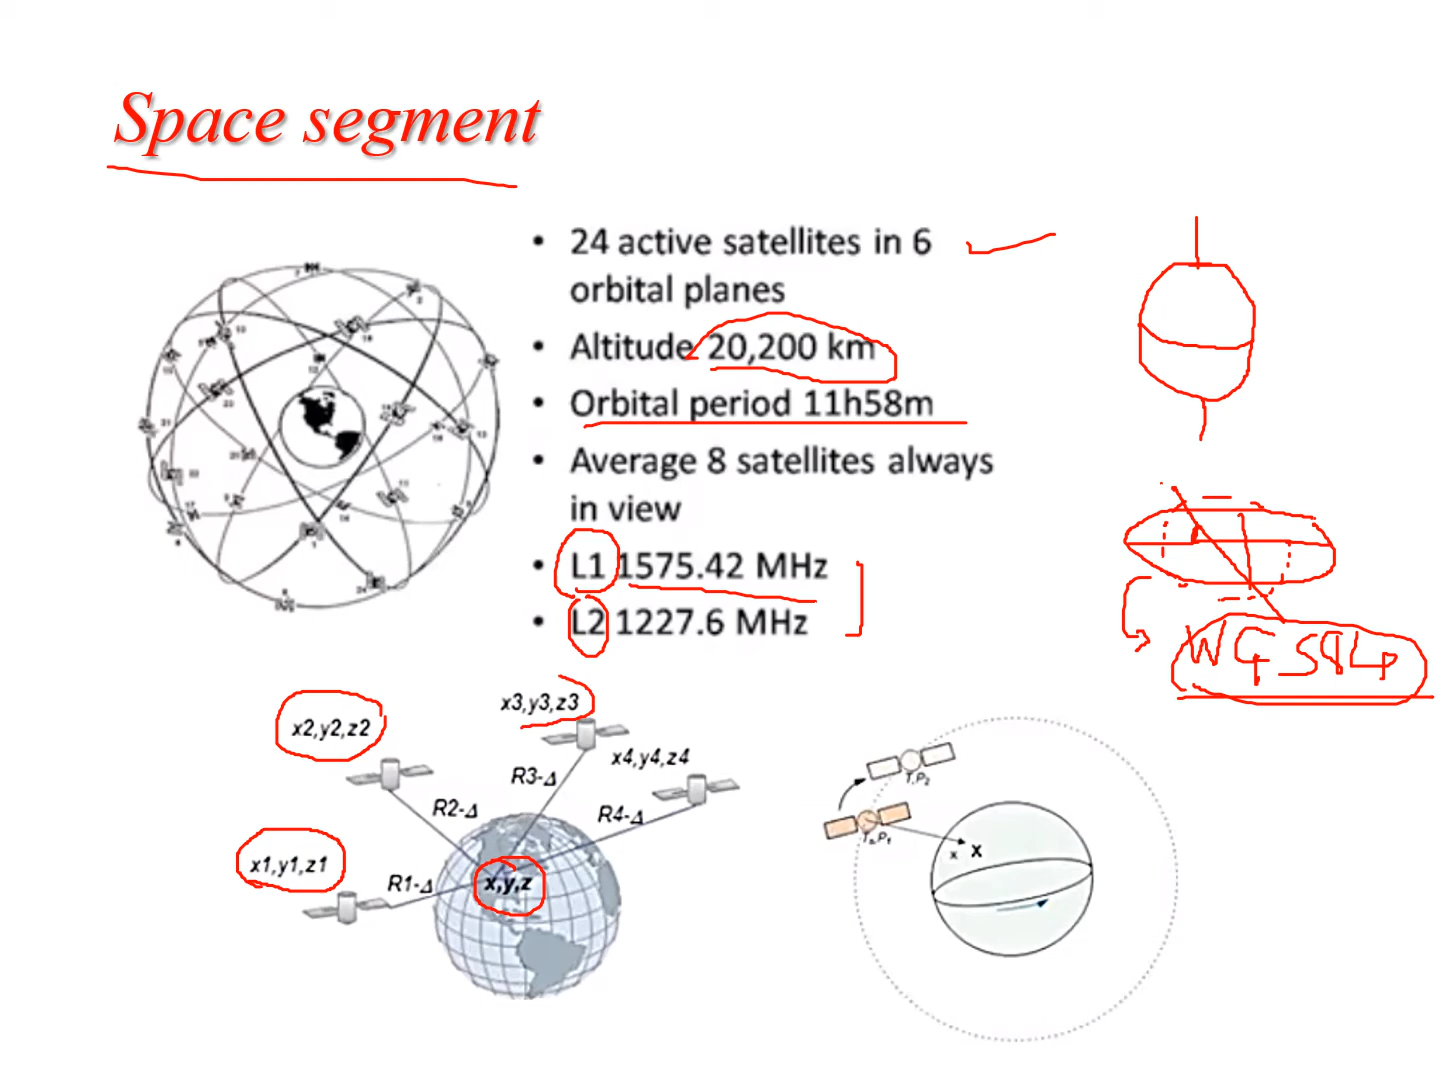 Space segment
• 24 active satellites in 6
orbital planes
• Altitude 20,200 km
• Orbital period 11h58m
• Average 8 satellites always
in view
• L1 1575.42 MHz
• L2 1227.6 MHz
WGS84
x3,y3,z3
x2,y2,z2
x4,y4,z4
R3-Δ
R2-Δ
R4-Δ
x1,y1,z1
R1-Δ
x,y,z
x X